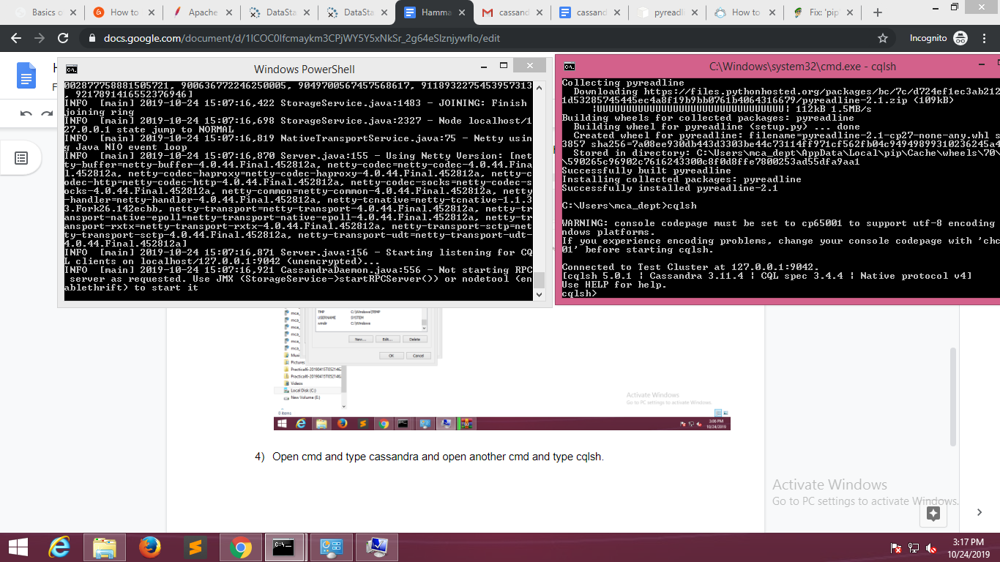 Basics o
How to
Apache
DataSta
DataSta
Hamma
cassand
cassand
pyreadli
How to
Fix: 'pip
docs.google.com/document/d/1ICOC0lfcmaykm3CPjWY5Y5xNkSr_2g64eSlznjywflo/edit
Incognito
Windows PowerShell
002877758881505721, 900636772246250005, 9049700567457568617, 9118932275453957313
, 9217891416552376946]
INFO  [main] 2019-10-24 15:07:16,422 StorageService.java:1483 - JOINING: Finish
joining ring
INFO  [main] 2019-10-24 15:07:16,698 StorageService.java:2327 - Node localhost/1
27.0.0.1 state jump to NORMAL
INFO  [main] 2019-10-24 15:07:16,819 NativeTransportService.java:75 - Netty usin
g Java NIO event loop
INFO  [main] 2019-10-24 15:07:16,870 Server.java:155 - Using Netty Version: [net
ty-buffer=netty-buffer-4.0.44.Final.452812a, netty-codec=netty-codec-4.0.44.Fina
l.452812a, netty-codec-haproxy=netty-codec-haproxy-4.0.44.Final.452812a, netty-c
odec-http=netty-codec-http-4.0.44.Final.452812a, netty-codec-socks=netty-codec-s
ocks-4.0.44.Final.452812a, netty-common=netty-common-4.0.44.Final.452812a, netty
-handler=netty-handler-4.0.44.Final.452812a, netty-tcnative=netty-tcnative-1.1.3
3.Fork26.142ecbb, netty-transport=netty-transport-4.0.44.Final.452812a, netty-tr
ansport-native-epoll=netty-transport-native-epoll-4.0.44.Final.452812a, netty-tr
ansport-rxtx=netty-transport-rxtx-4.0.44.Final.452812a, netty-transport-sctp=net
ty-transport-sctp-4.0.44.Final.452812a, netty-transport-udt=netty-transport-udt-
4.0.44.Final.452812a]
INFO  [main] 2019-10-24 15:07:16,871 Server.java:156 - Starting listening for CQ
L clients on localhost/127.0.0.1:9042 (unencrypted)...
INFO  [main] 2019-10-24 15:07:16,921 CassandraDaemon.java:556 - Not starting RPC
server as requested. Use JMX (StorageService->startRPCServer()) or nodetool (en
ablethrift) to start it
C:\Windows\system32\cmd.exe - cqlsh
Collecting pyreadline
Downloading https://files.pythonhosted.org/packages/bc/7c/d724ef1ec3ab212
1d53285745445ec4a8f19b9bb0761b4064316679/pyreadline-2.1.zip (109kB)
112kB 1.5MB/s
Building wheels for collected packages: pyreadline
Building wheel for pyreadline (setup.py) ... done
Created wheel for pyreadline: filename=pyreadline-2.1-cp27-none-any.whl s
3857 sha256=7a08ee930db443d3303be44c73114ff971cf562fb04c94949899310236245a4
Stored in directory: C:\Users\mca_dept\AppData\Local\pip\Cache\wheels\70\
\590265c96902c7616243300c8f0d8ffe7800253ad55dfa9aa1
Successfully built pyreadline
Installing collected packages: pyreadline
Successfully installed pyreadline-2.1
C:\Users\mca_dept>cqlsh
WARNING: console codepage must be set to cp65001 to support utf-8 encoding
ndows platforms.
If you experience encoding problems, change your console codepage with 'chc
01' before starting cqlsh.
Connected to Test Cluster at 127.0.0.1:9042.
[cqlsh 5.0.1 | Cassandra 3.11.4 | CQL spec 3.4.4 | Native protocol v4]
Use HELP for help.
cqlsh>
TMP C:\Windows\TEMP
USERNAME SYSTEM
windir C:\Windows
New... Edit... Delete
OK Cancel
mca_
mca_
mca_
mca_
mca_
mca_
Musi
Pictures
Practical6-20190415T052146
Practical6-20190415T052146
Videos
Local Disk (C:)
New Volume (E:)
0 items
Activate Windows
Go to PC settings to activate Windows.
3:08 PM
10/24/2019
4) Open cmd and type cassandra and open another cmd and type cqlsh.
Activate Windows
Go to PC settings to activate Windows.
3:17 PM
10/24/2019